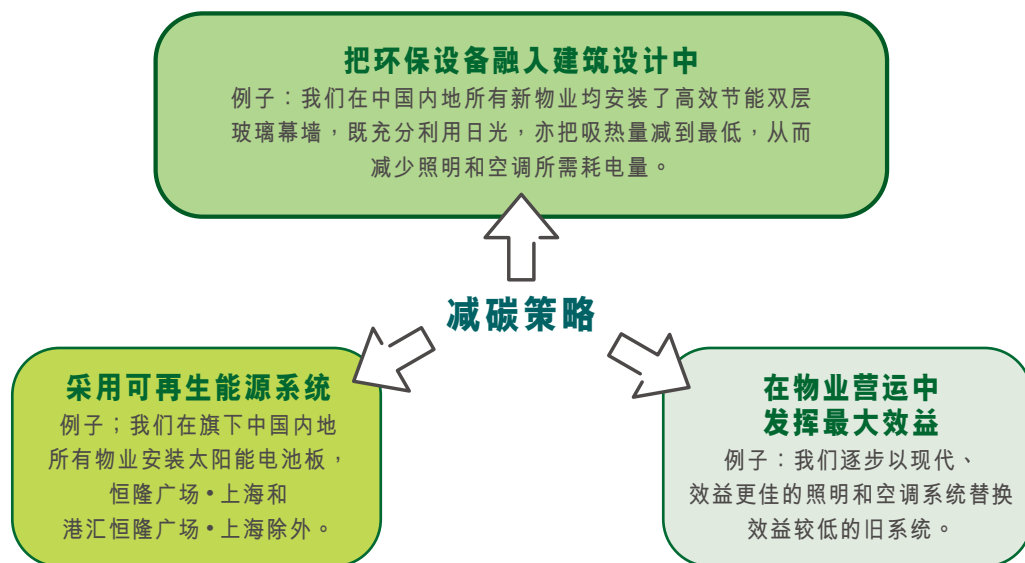 把环保设备融入建筑设计中
例子：我们在中国内地所有新物业均安装了高效节能双层
玻璃幕墙，既充分利用日光，亦把吸热量减到最低，从而
减少照明和空调所需耗电量。
减碳策略
采用可再生能源系统
例子；我们在旗下中国内地
所有物业安装太阳能电池板，
恒隆广场•上海和
港汇恒隆广场•上海除外。
在物业营运中
发挥最大效益
例子：我们逐步以现代、
效益更佳的照明和空调系统替换
效益较低的旧系统。